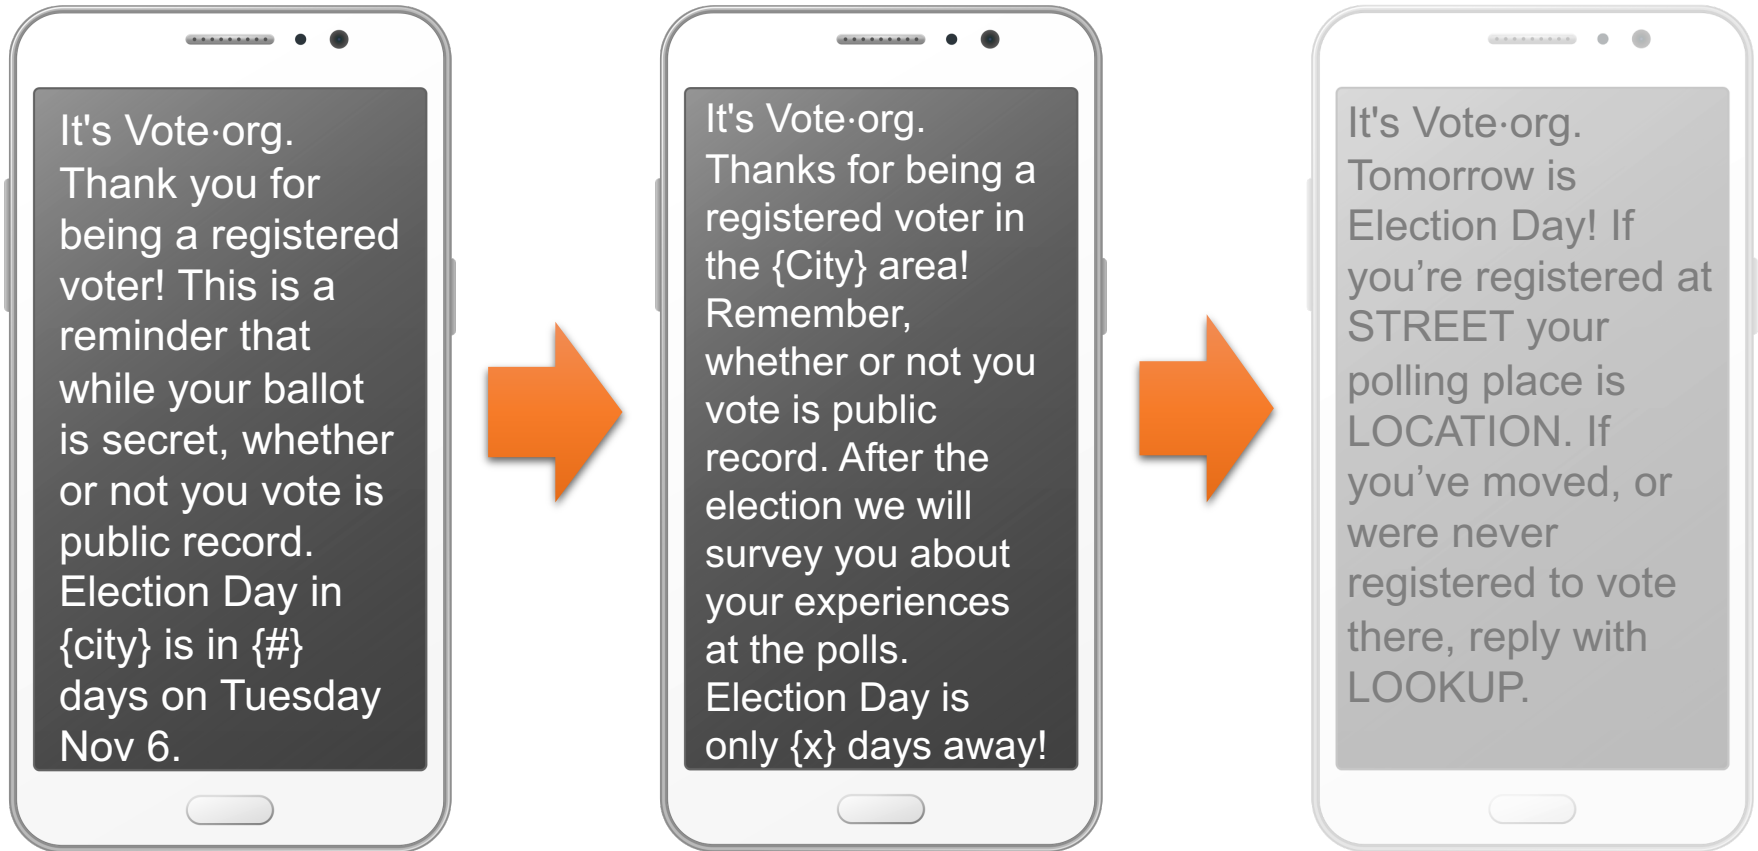 It's Vote·org.
Thank you for
being a registered
voter! This is a
reminder that
while your ballot
is secret, whether
or not you vote is
public record.
Election Day in
{city} is in {#}
days on Tuesday
Nov 6.
It's Vote·org.
Thanks for being a
registered voter in
the {City} area!
Remember,
whether or not you
vote is public
record. After the
election we will
survey you about
your experiences
at the polls.
Election Day is
only {x} days away!
It's Vote·org.
Tomorrow is
Election Day! If
you’re registered at
STREET your
polling place is
LOCATION. If
you’ve moved, or
were never
registered to vote
there, reply with
LOOKUP.